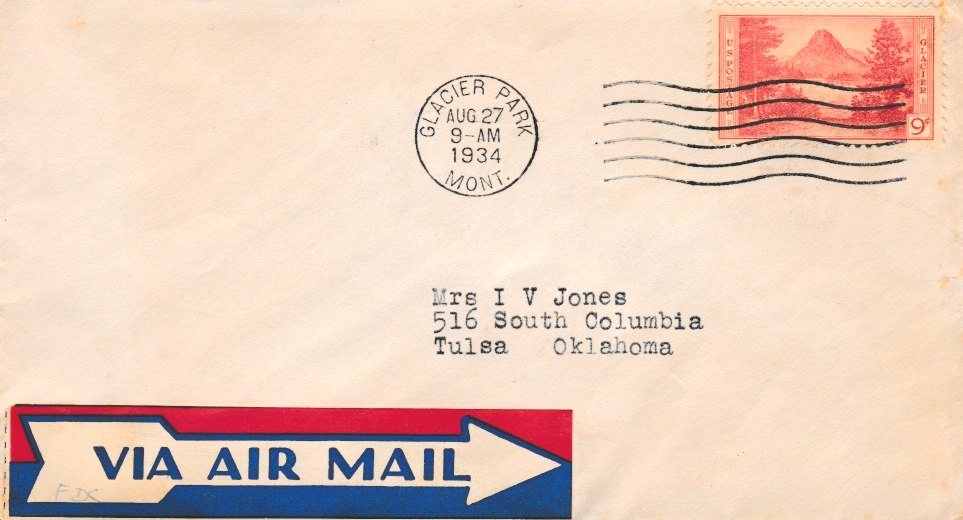 U S POSTAGE
GLACIER
9¢
GLACIER PARK
AUG. 27
9-AM
1934
MONT.
Mrs I V Jones
516 South Columbia
Tulsa Oklahoma
VIA AIR MAIL
FDC